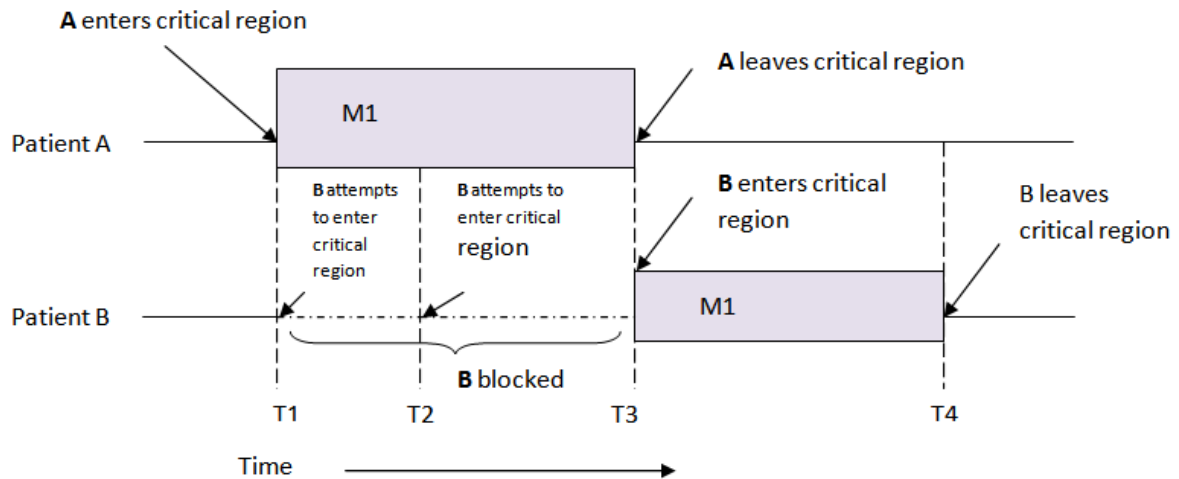 A enters critical region
A leaves critical region
M1
Patient A
B attempts
to enter
critical
region
B attempts to
enter critical
region
B enters critical
region
B leaves
critical region
Patient B
M1
B blocked
T1
T2
T3
T4
Time